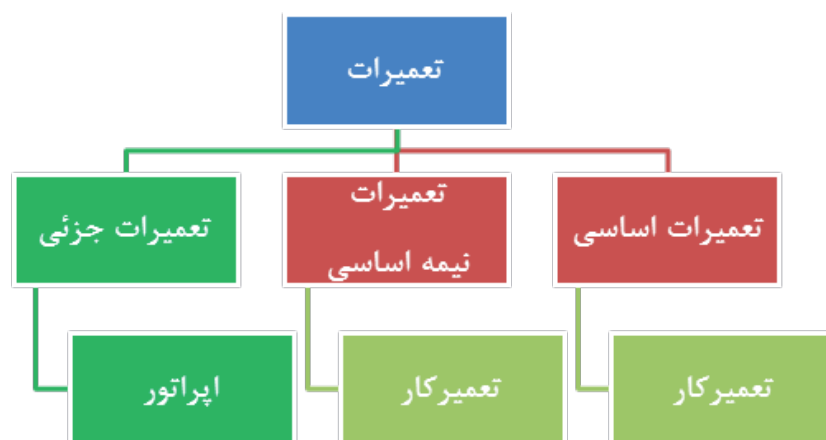 تعمیرات
تعمیرات اساسی
تعمیرات
نیمه اساسی
تعمیرات جزئی
تعمیرکار
تعمیرکار
اپراتور